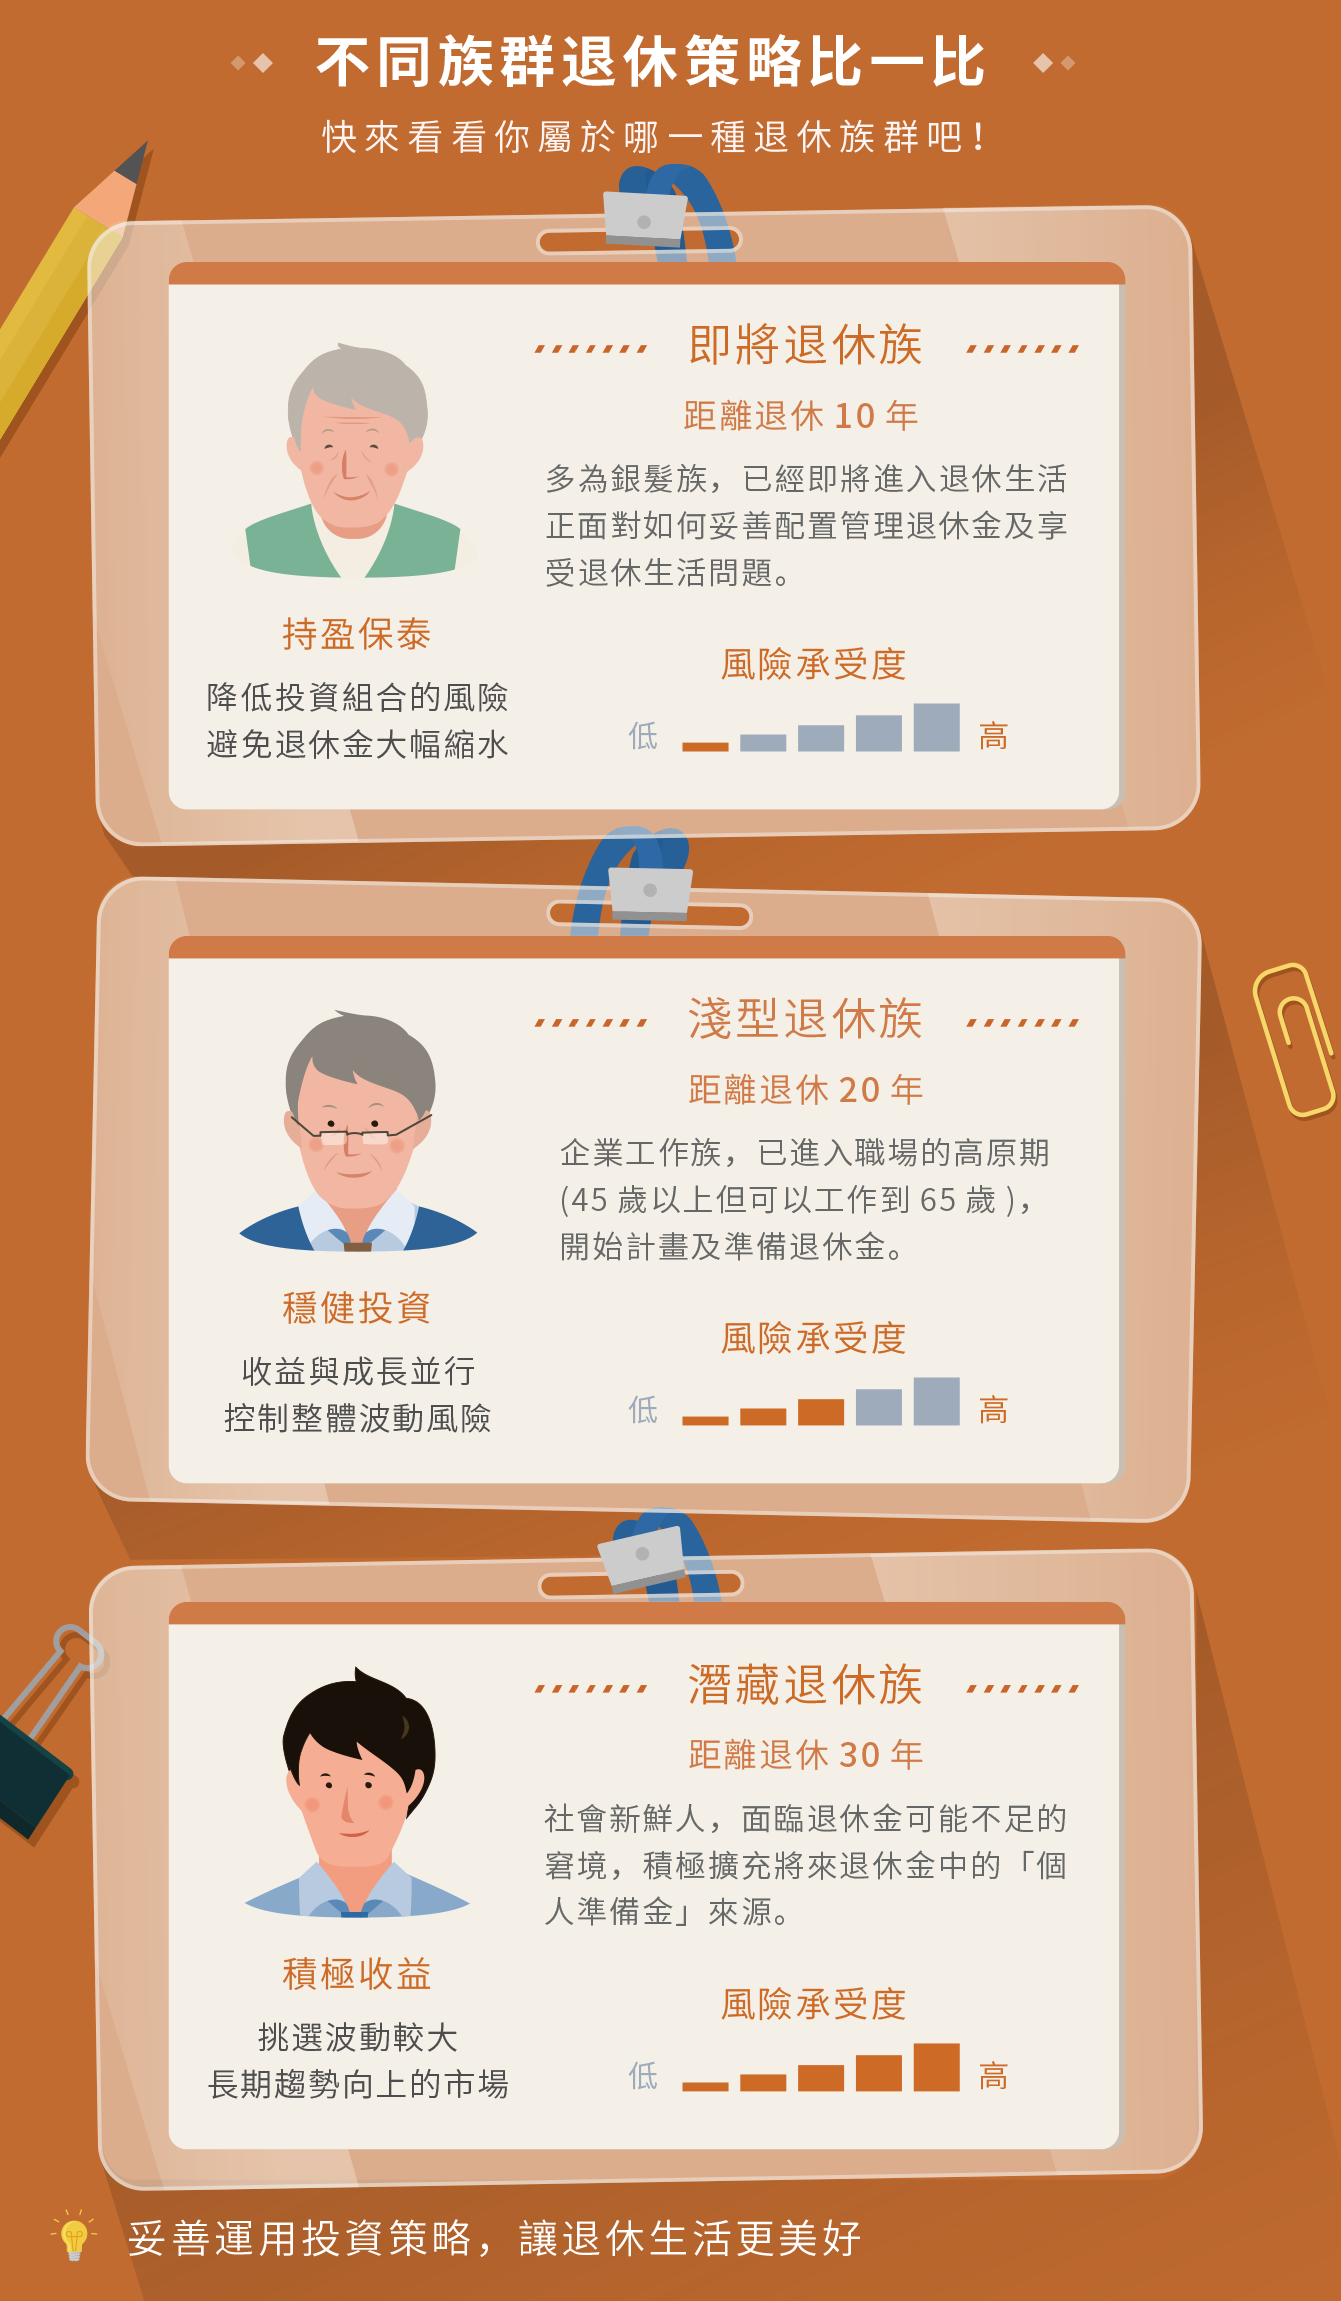 不同族群退休策略比一比
快來看看你屬於哪一種退休族群吧！
即將退休族
距離退休 10 年
多為銀髮族，已經即將進入退休生活
正面對如何妥善配置管理退休金及享
受退休生活問題。
持盈保泰
降低投資組合的風險
避免退休金大幅縮水
風險承受度
低 高
淺型退休族
距離退休 20 年
企業工作族，已進入職場的高原期
(45 歲以上但可以工作到 65 歲 )，
開始計畫及準備退休金。
穩健投資
收益與成長並行
控制整體波動風險
風險承受度
低 高
潛藏退休族
距離退休 30 年
社會新鮮人，面臨退休金可能不足的
窘境，積極擴充將來退休金中的「個
人準備金」來源。
積極收益
挑選波動較大
長期趨勢向上的市場
風險承受度
低 高
妥善運用投資策略，讓退休生活更美好